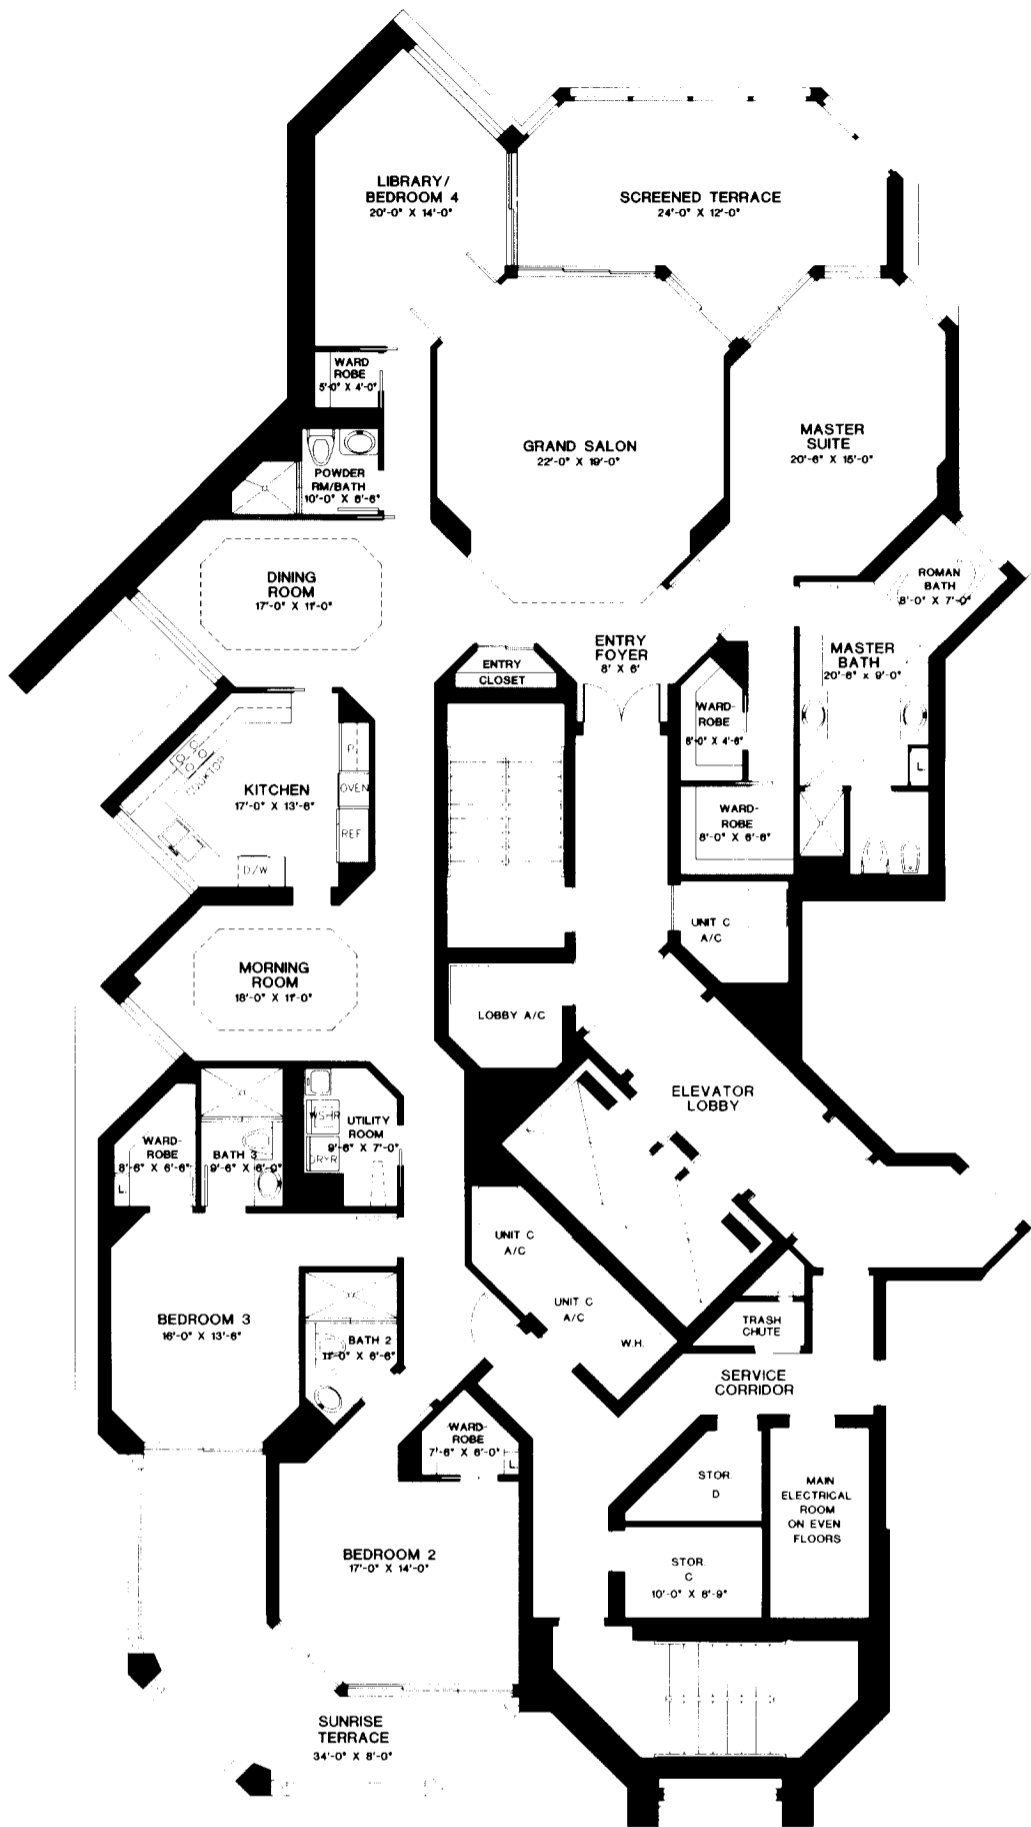 LIBRARY/
BEDROOM 4
20'-0" X 14'-0"
SCREENED TERRACE
24'-0" X 12'-0"
WARD
ROBE
5'-0" X 4'-0"
GRAND SALON
22'-0" X 19'-0"
MASTER
SUITE
20'-6" X 15'-0"
POWDER
RM/BATH
10'-0" X 6'-6"
DINING
ROOM
17'-0" X 11'-0"
ROMAN
BATH
8'-0" X 7'-0"
ENTRY
FOYER
8' X 6'
ENTRY
CLOSET
MASTER
BATH
20'-6" X 9'-0"
WARD-
ROBE
6'-0" X 4'-6"
COOKTOP
P
KITCHEN
17'-0" X 13'-6"
OVEN
REF
D/W
L
WARD-
ROBE
8'-0" X 6'-6"
UNIT C
A/C
MORNING
ROOM
18'-0" X 11'-0"
LOBBY A/C
ELEVATOR
LOBBY
WSHR
DRYR
UTILITY
ROOM
9'-6" X 7'-0"
WARD-
ROBE
8'-6" X 6'-6"
L
BATH 3
9'-6" X 6'-0"
UNIT C
A/C
UNIT C
A/C
W.H.
BEDROOM 3
16'-0" X 13'-6"
BATH 2
11'-0" X 6'-6"
TRASH
CHUTE
SERVICE
CORRIDOR
WARD-
ROBE
7'-6" X 6'-0"
L
STOR.
D
MAIN
ELECTRICAL
ROOM
ON EVEN
FLOORS
BEDROOM 2
17'-0" X 14'-0"
STOR.
C
10'-0" X 6'-9"
SUNRISE
TERRACE
34'-0" X 8'-0"